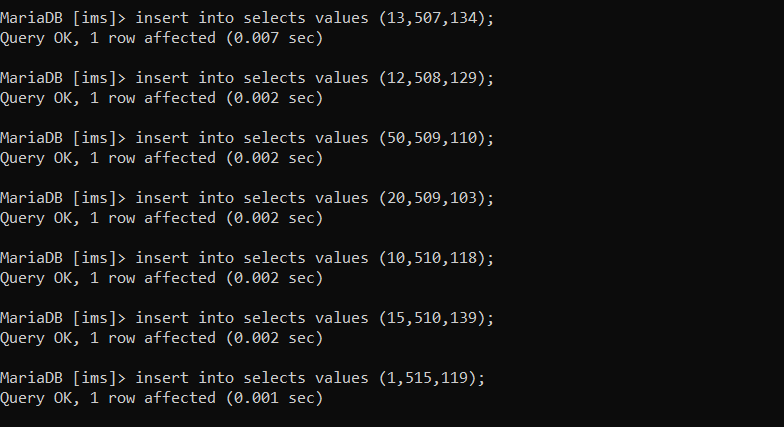 MariaDB [ims]> insert into selects values (13,507,134);
Query OK, 1 row affected (0.007 sec)
MariaDB [ims]> insert into selects values (12,508,129);
Query OK, 1 row affected (0.002 sec)
MariaDB [ims]> insert into selects values (50,509,110);
Query OK, 1 row affected (0.002 sec)
MariaDB [ims]> insert into selects values (20,509,103);
Query OK, 1 row affected (0.002 sec)
MariaDB [ims]> insert into selects values (10,510,118);
Query OK, 1 row affected (0.002 sec)
MariaDB [ims]> insert into selects values (15,510,139);
Query OK, 1 row affected (0.002 sec)
MariaDB [ims]> insert into selects values (1,515,119);
Query OK, 1 row affected (0.001 sec)